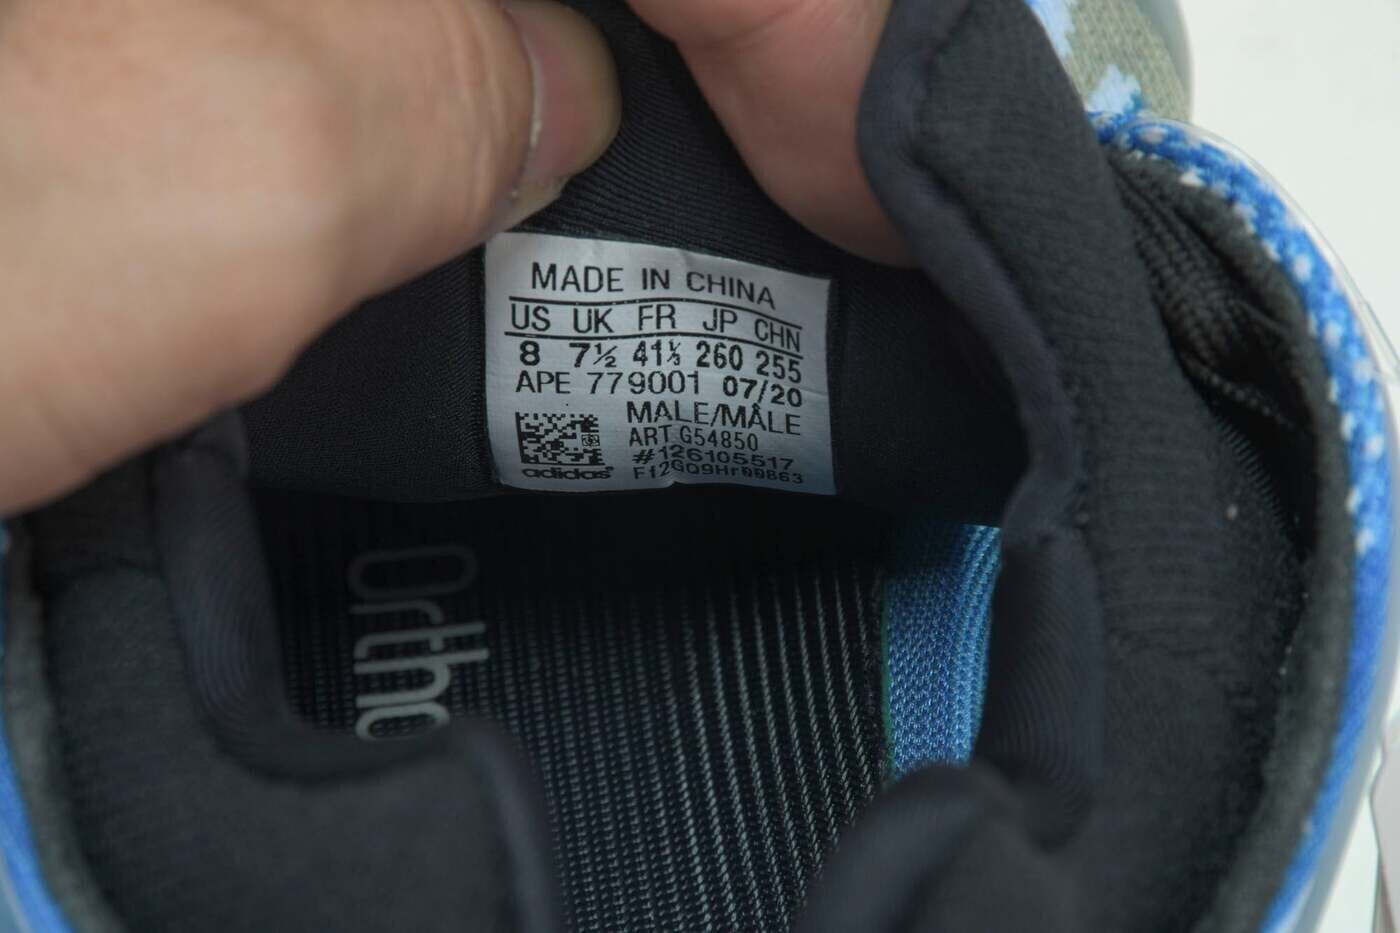 MADE IN CHINA
US UK FR JP CHN
8 7½ 41⅓ 260 255
APE 779001 07/20
MALE/MÂLE
ART G54850
#126105517
F12GQ9Hr00863
adidas
Ortho